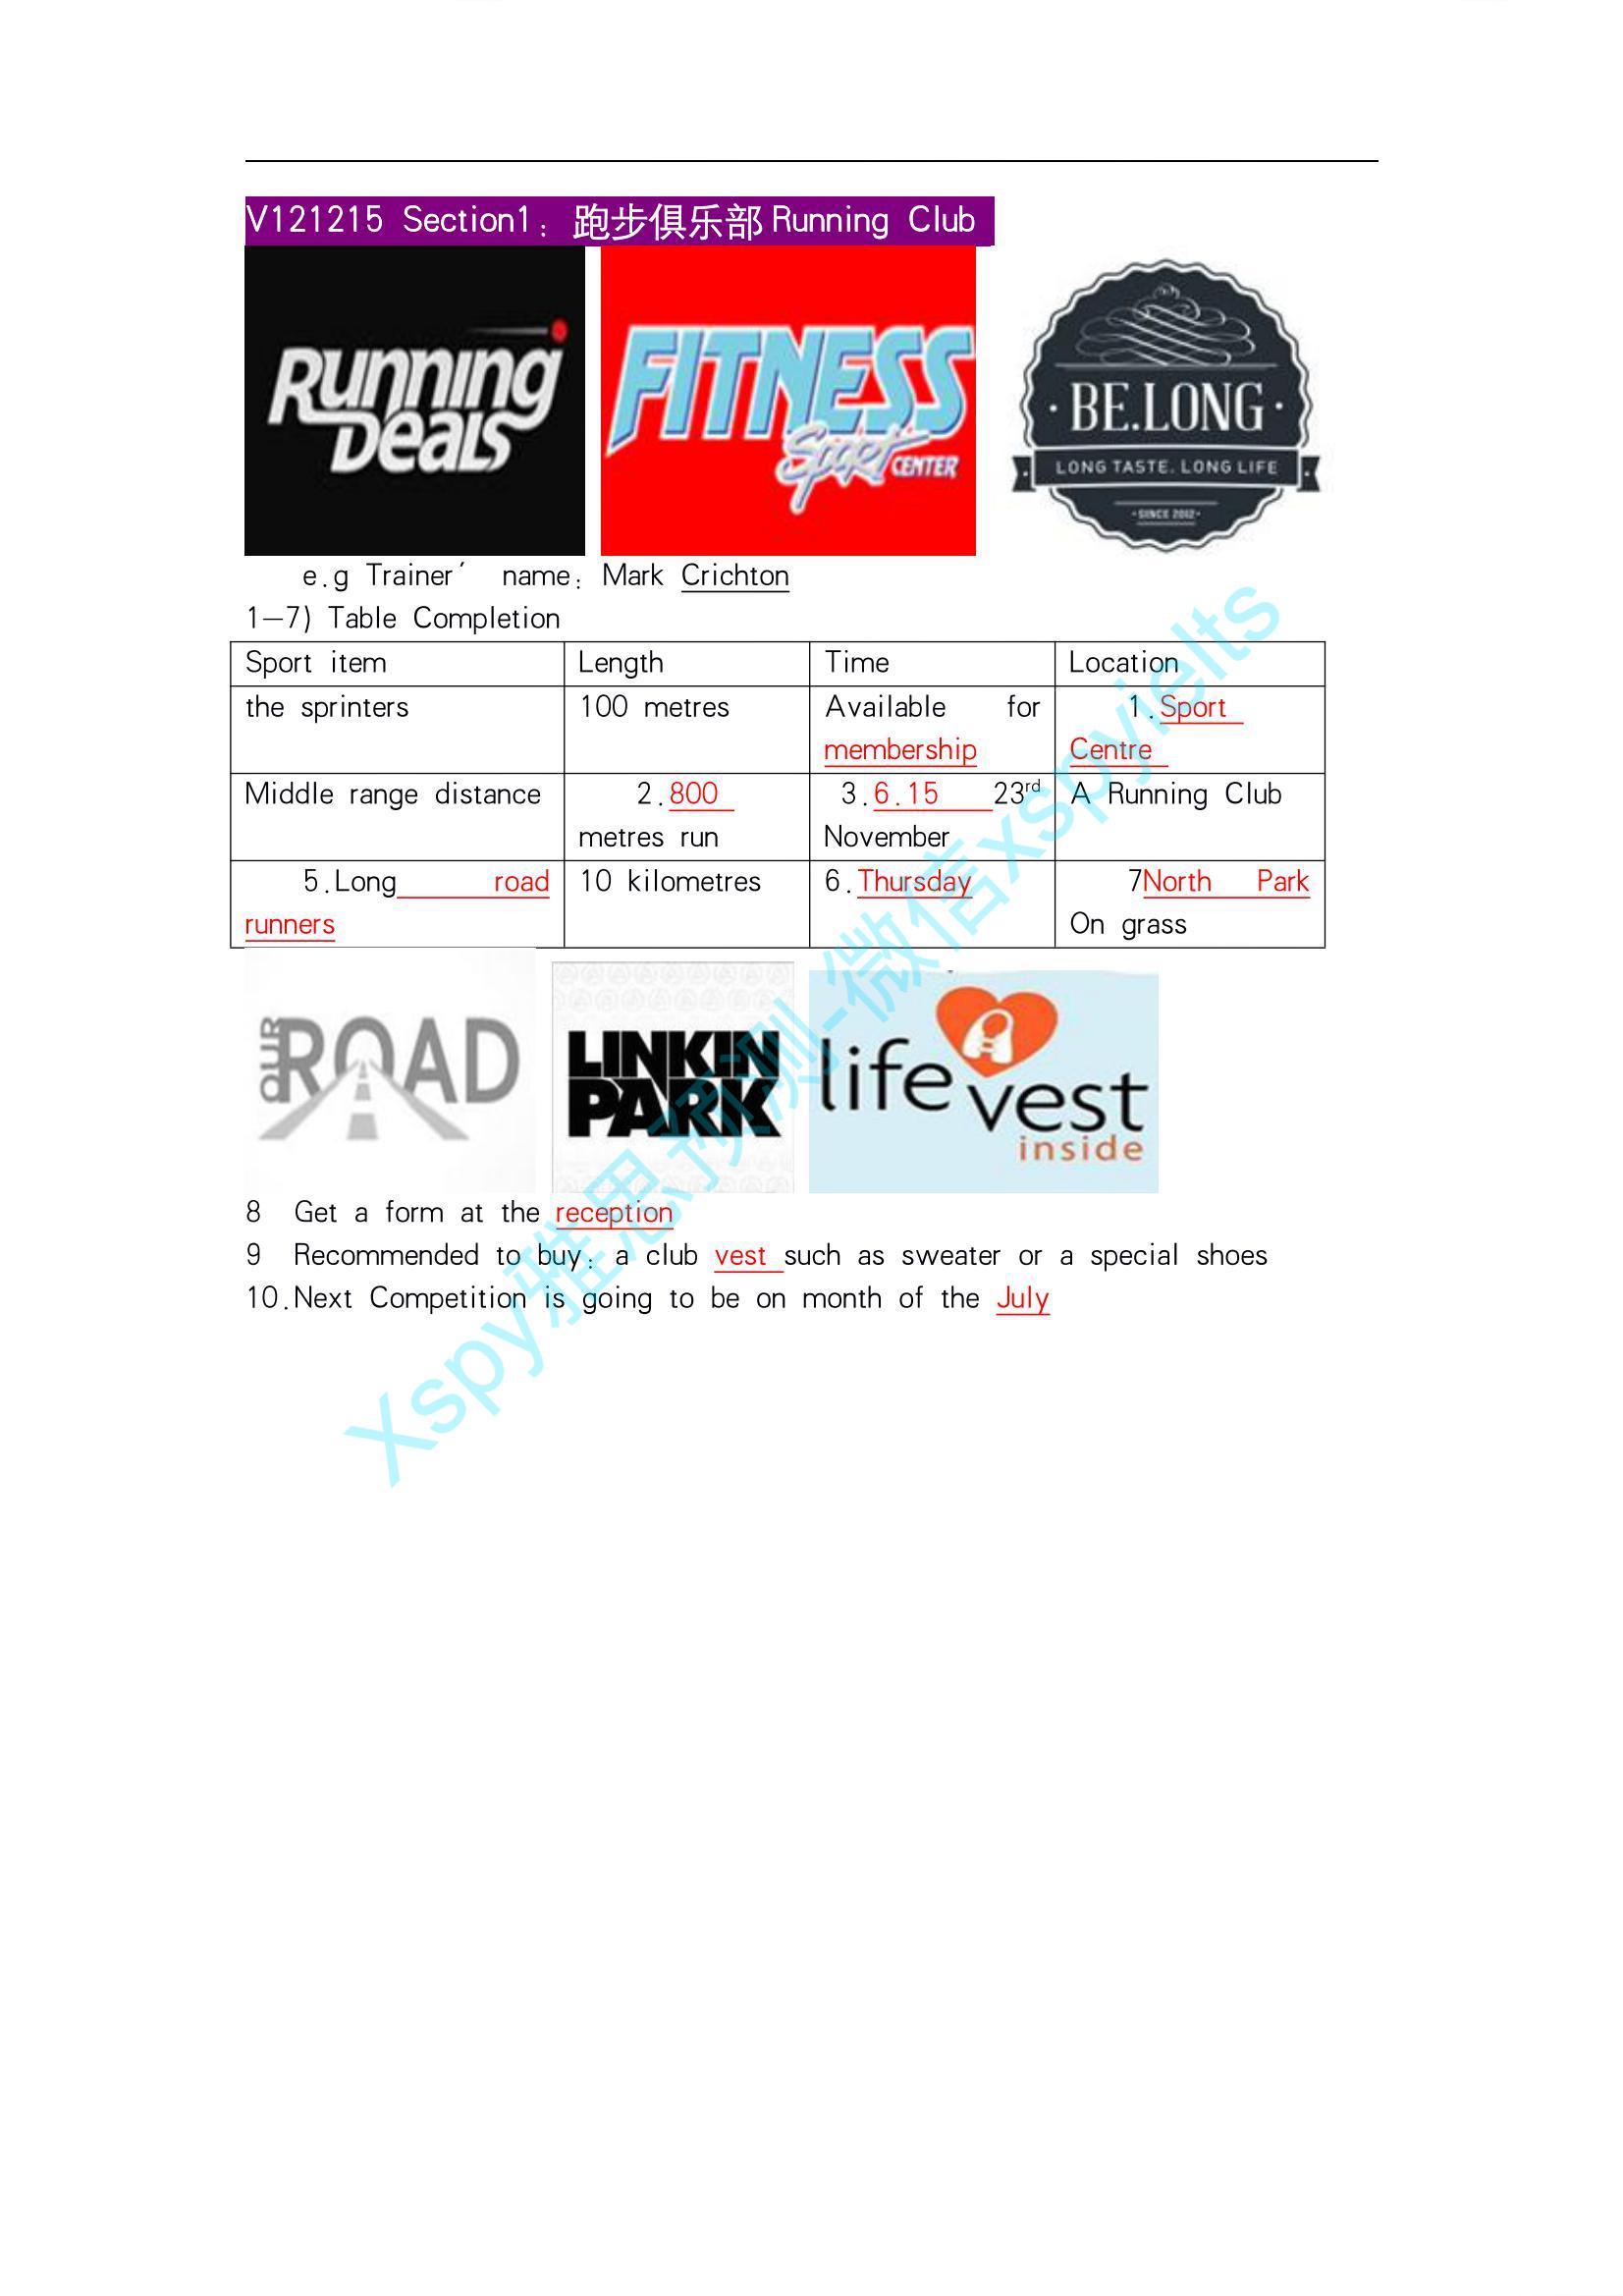 V121215 Section1：跑步俱乐部 Running Club
Running
Deals
FITNESS
Sport CENTER
· BE.LONG ·
LONG TASTE. LONG LIFE
· SINCE 2012 ·
e.g Trainer′ name：Mark Crichton
1—7) Table Completion
Sport item Length Time Location
the sprinters 100 metres Available for 1.Sport
membership Centre
Middle range distance 2.800 3.6.15 23rd A Running Club
metres run November
5.Long road 10 kilometres 6.Thursday 7North Park
runners On grass
OUR ROAD
LINKIN
PARK
life vest
inside
8 Get a form at the reception
9 Recommended to buy：a club vest such as sweater or a special shoes
10.Next Competition is going to be on month of the July
Xspy雅思预测-微信xspyielts